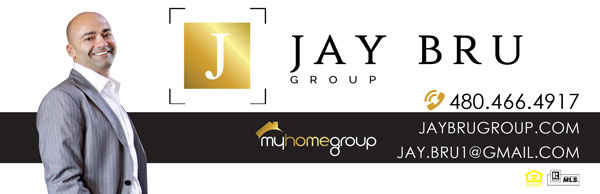 J
JAY BRU
GROUP
480.466.4917
myhomegroup
JAYBRUGROUP.COM
JAY.BRU1@GMAIL.COM
MLS